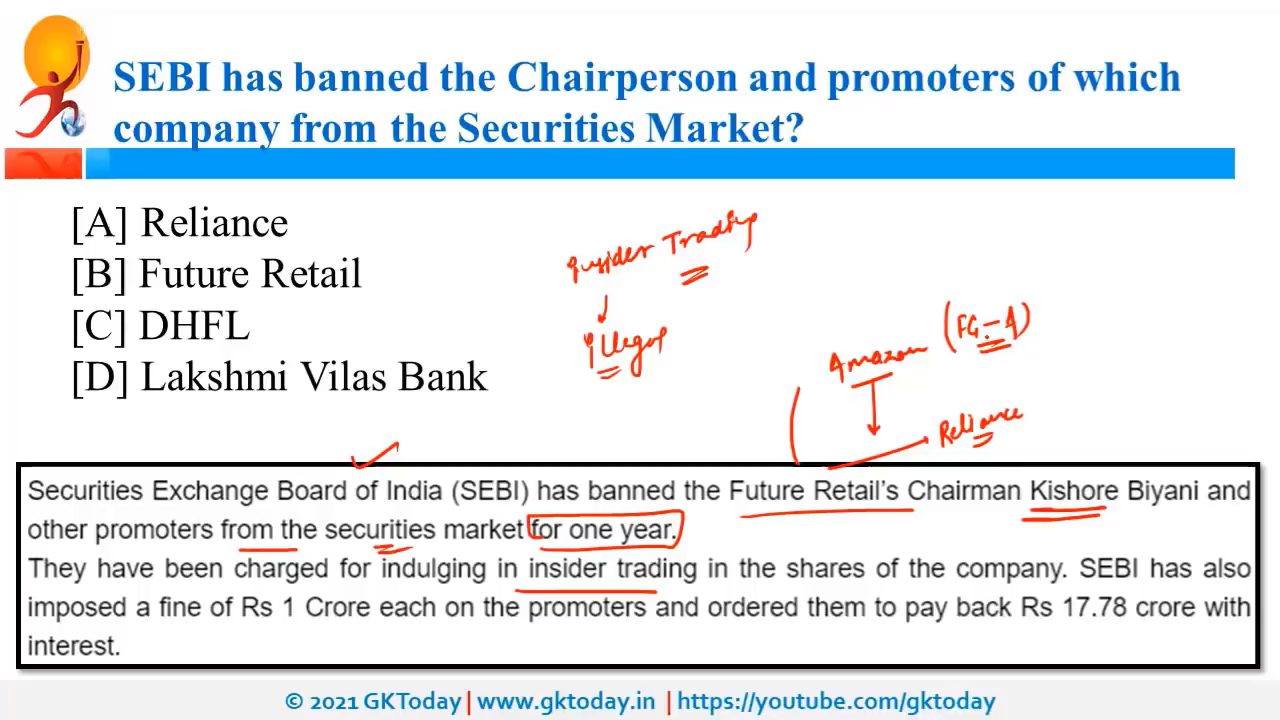 SEBI has banned the Chairperson and promoters of which
company from the Securities Market?
[A] Reliance
[B] Future Retail
[C] DHFL
[D] Lakshmi Vilas Bank
Insider Trading
Illegal
Amazon (FG-A)
Reliance
Securities Exchange Board of India (SEBI) has banned the Future Retail's Chairman Kishore Biyani and
other promoters from the securities market for one year.
They have been charged for indulging in insider trading in the shares of the company. SEBI has also
imposed a fine of Rs 1 Crore each on the promoters and ordered them to pay back Rs 17.78 crore with
interest.
© 2021 GKToday | www.gktoday.in | https://youtube.com/gktoday